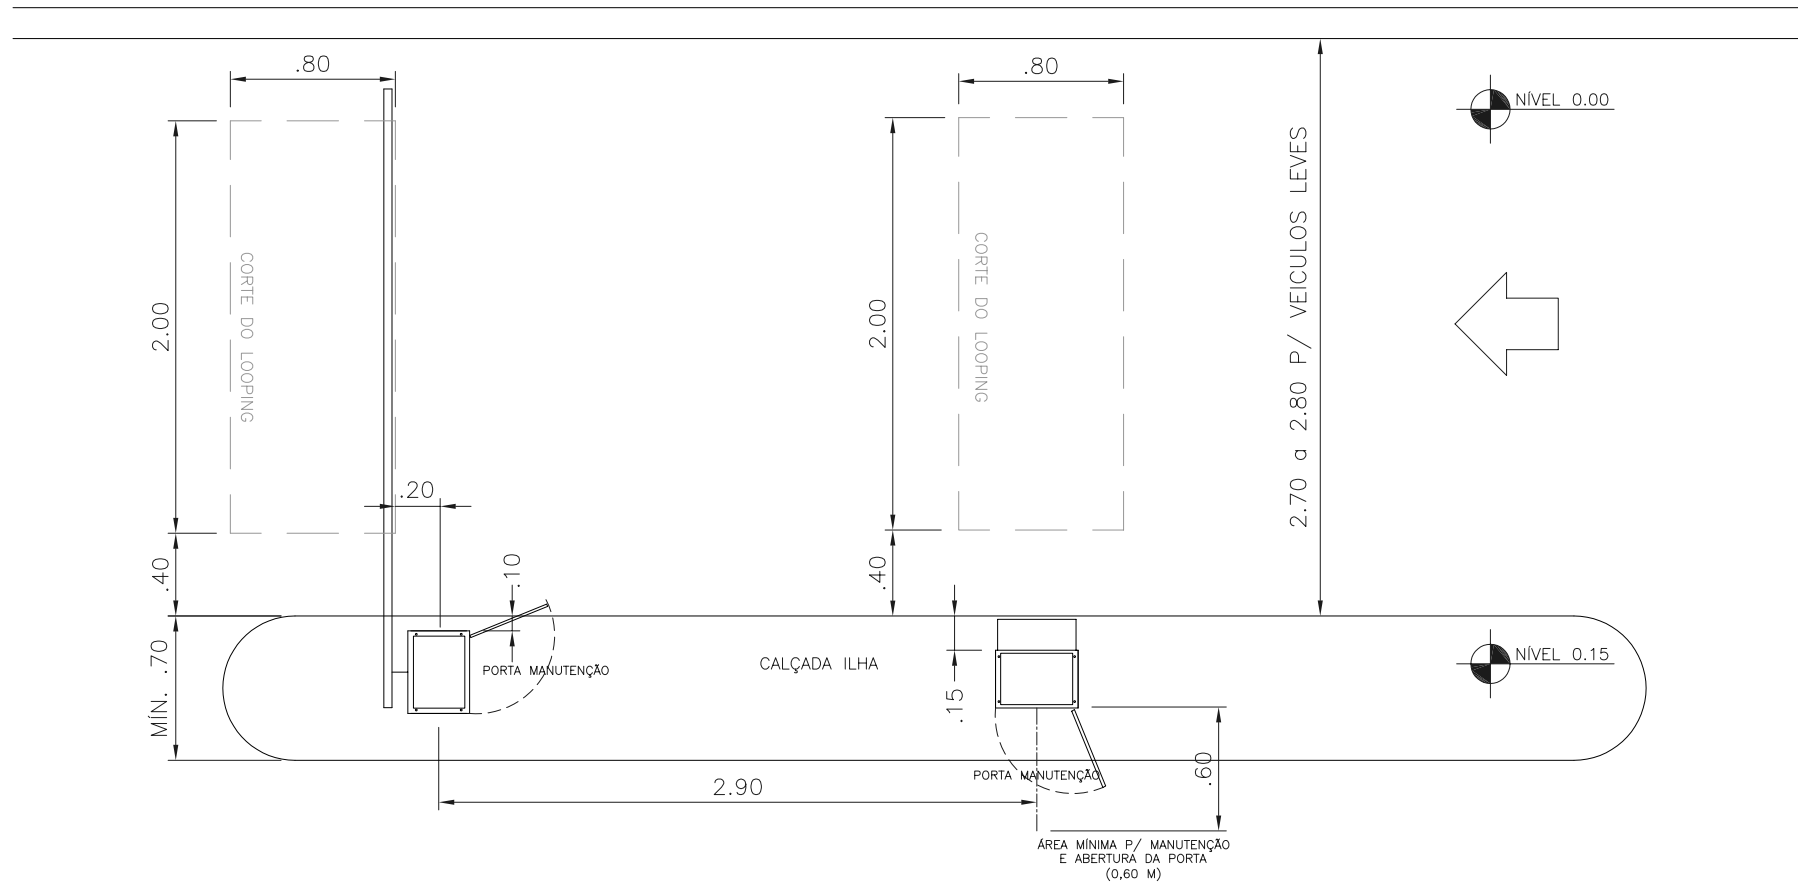 .80
.80
NÍVEL 0.00
2.00
CORTE DO LOOPING
2.00
CORTE DO LOOPING
2.70 a 2.80 P/ VEICULOS LEVES
.20
.40
.10
.40
MÍN. .70
PORTA MANUTENÇÃO
CALÇADA ILHA
.15
NÍVEL 0.15
PORTA MANUTENÇÃO
.60
2.90
ÁREA MÍNIMA P/ MANUTENÇÃO
E ABERTURA DA PORTA
(0,60 M)